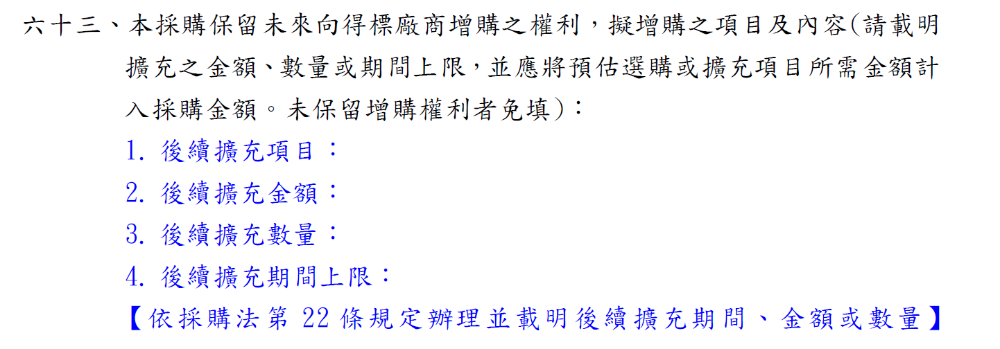 六十三、本採購保留未來向得標廠商增購之權利，擬增購之項目及內容(請載明
擴充之金額、數量或期間上限，並應將預估選購或擴充項目所需金額計
入採購金額。未保留增購權利者免填)：
1. 後續擴充項目：
2. 後續擴充金額：
3. 後續擴充數量：
4. 後續擴充期間上限：
【依採購法第 22 條規定辦理並載明後續擴充期間、金額或數量】